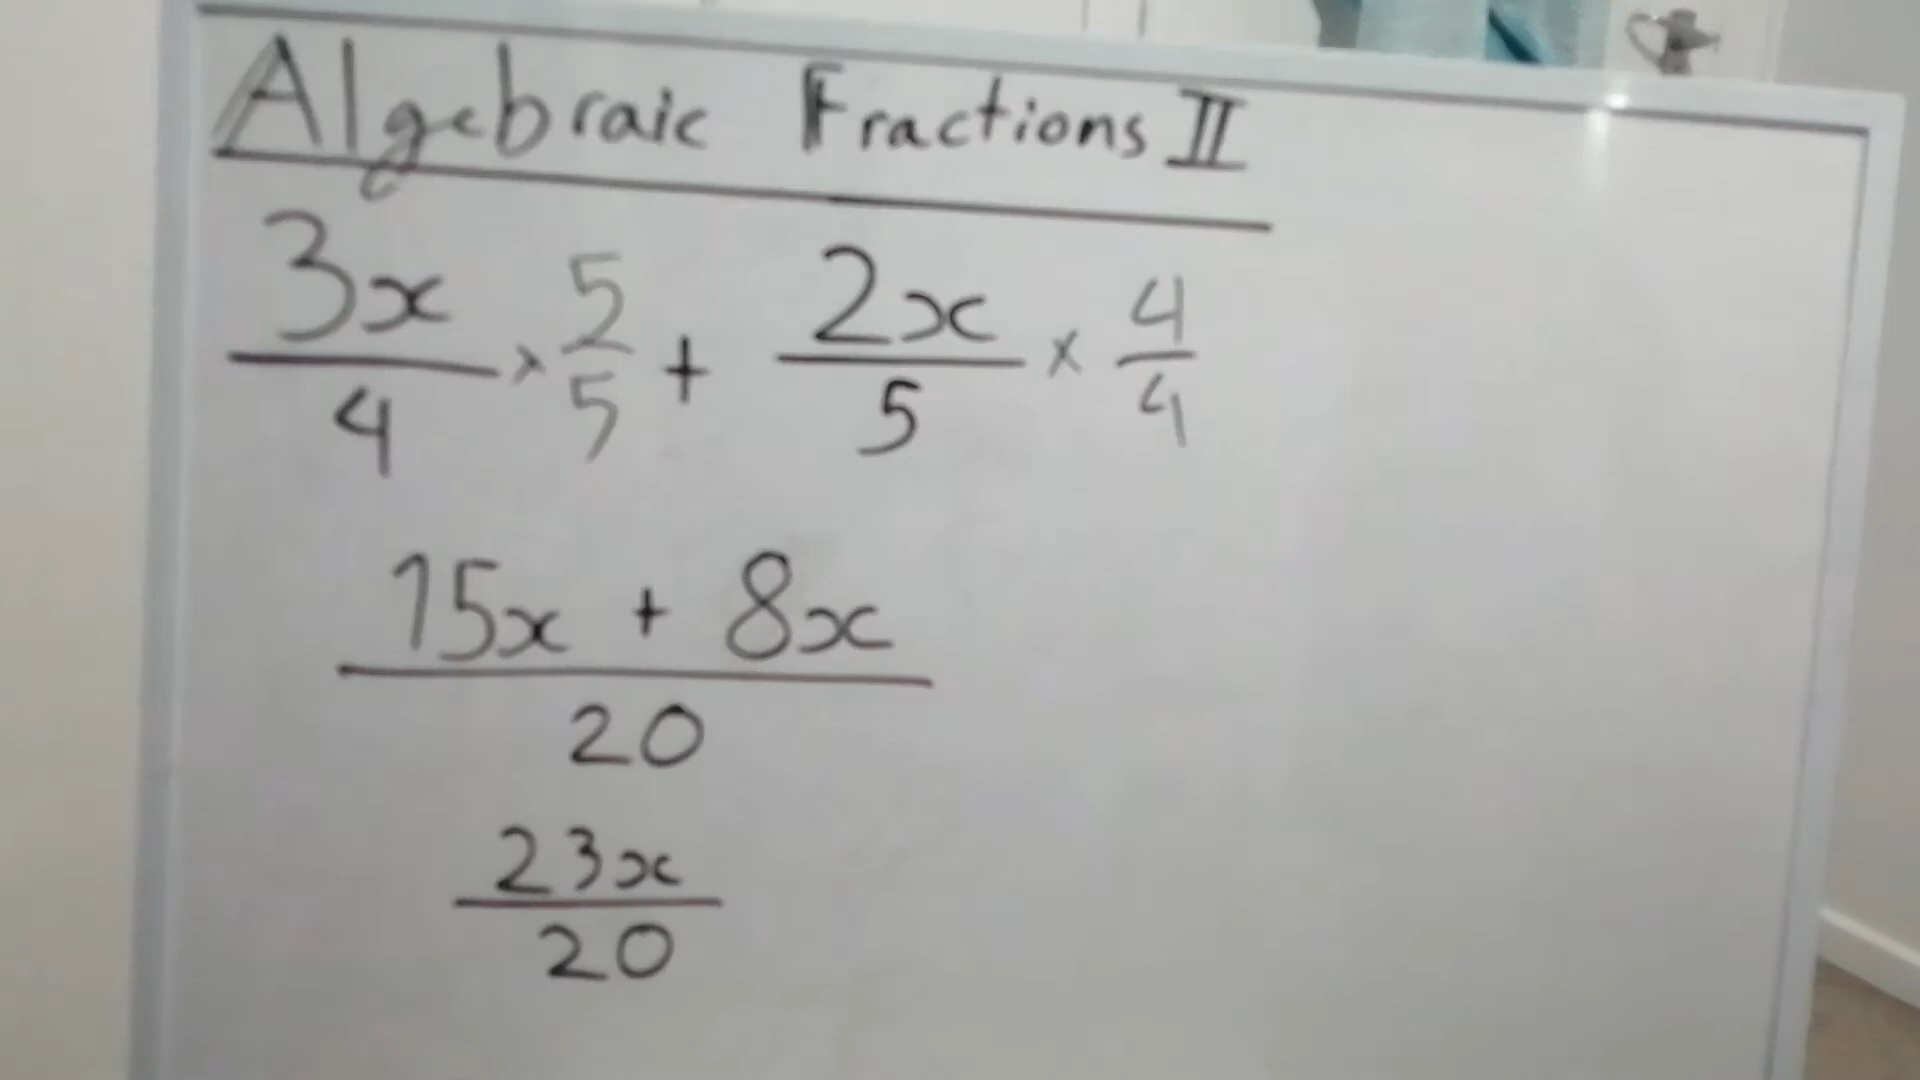 Algebraic Fractions II
3x/4 × 5/5 + 2x/5 × 4/4
15x + 8x
20
23x
20